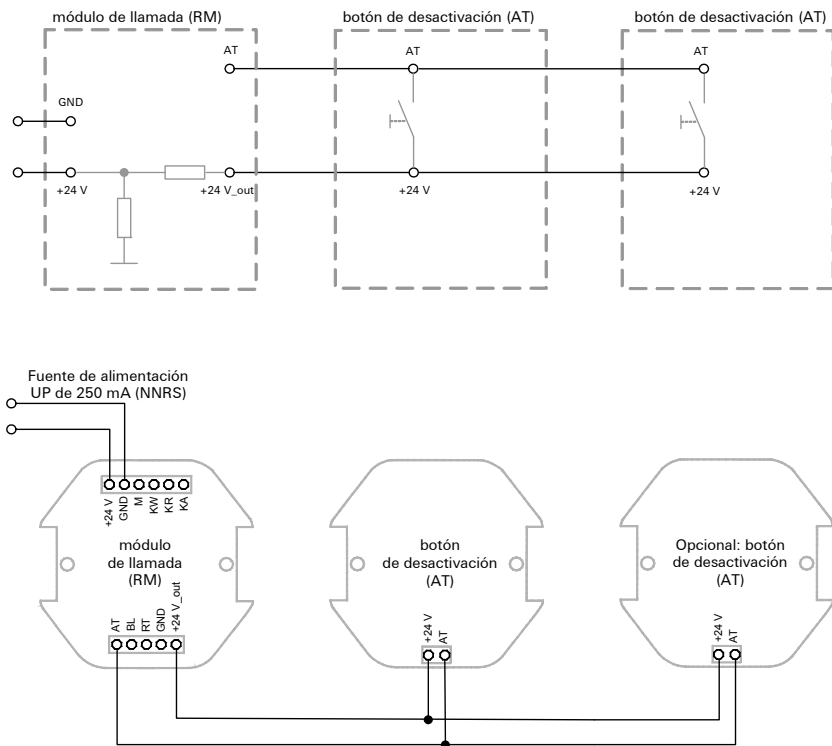 módulo de llamada (RM)
botón de desactivación (AT)
botón de desactivación (AT)
AT
AT
AT
GND
+24 V
+24 V_out
+24 V
+24 V
Fuente de alimentación
UP de 250 mA (NNRS)
+24 V
GND
M
KW
KR
KA
módulo
de llamada
(RM)
botón
de desactivación
(AT)
Opcional: botón
de desactivación
(AT)
AT
BL
RT
GND
+24 V_out
+24 V
AT
+24 V
AT